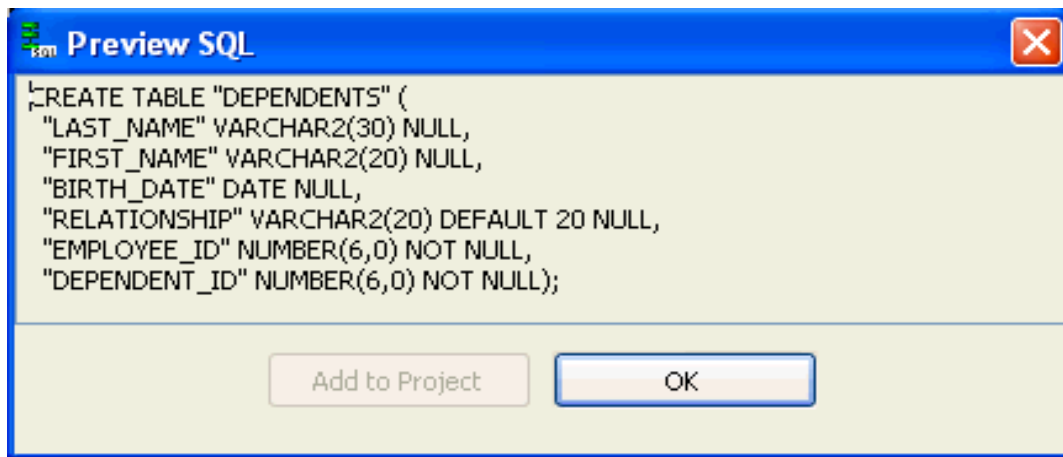 Preview SQL
CREATE TABLE "DEPENDENTS" (
"LAST_NAME" VARCHAR2(30) NULL,
"FIRST_NAME" VARCHAR2(20) NULL,
"BIRTH_DATE" DATE NULL,
"RELATIONSHIP" VARCHAR2(20) DEFAULT 20 NULL,
"EMPLOYEE_ID" NUMBER(6,0) NOT NULL,
"DEPENDENT_ID" NUMBER(6,0) NOT NULL);
Add to Project OK